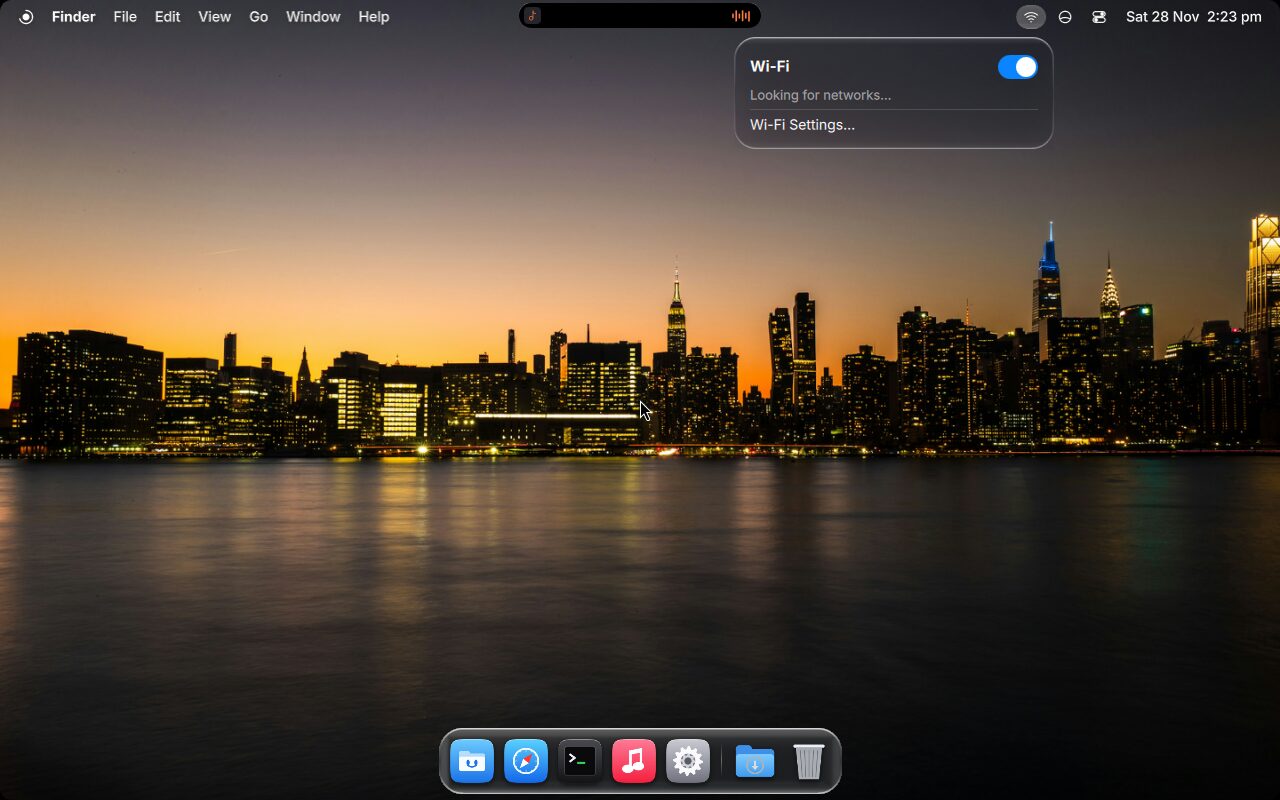 Finder File Edit View Go Window Help Sat 28 Nov 2:23 pm
Wi-Fi
Looking for networks...
Wi-Fi Settings...